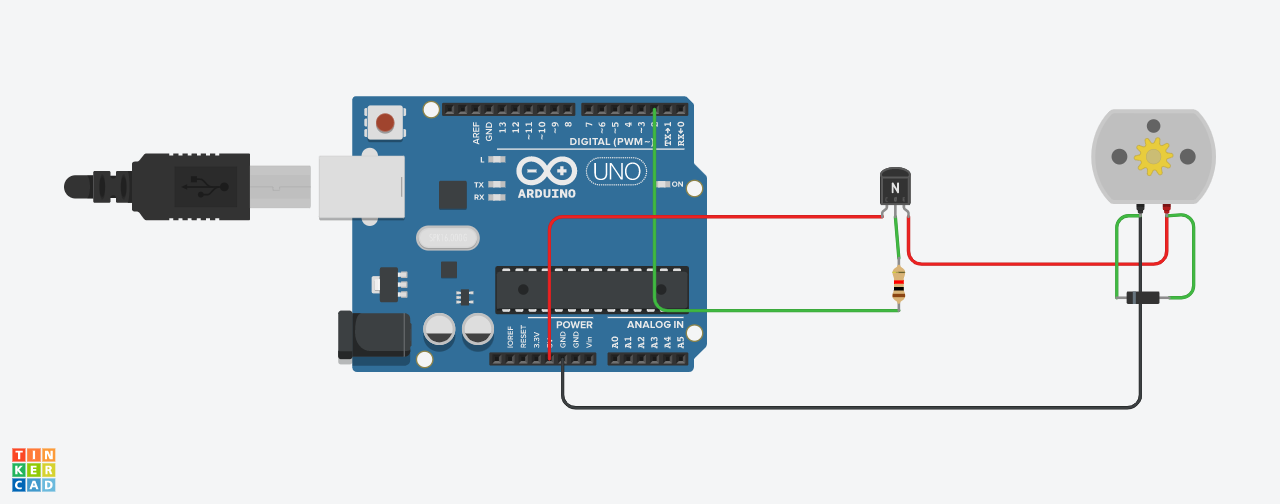 AREF
GND
13
12
~11
~10
~9
8
7
~6
~5
4
~3
2
TX→1
RX←0
DIGITAL (PWM~)
L
TX
RX
ARDUINO
UNO
ON
N
IOREF
RESET
3.3V
GND
GND
Vin
POWER
ANALOG IN
A0
A1
A2
A3
A4
A5
TIN
KER
CAD